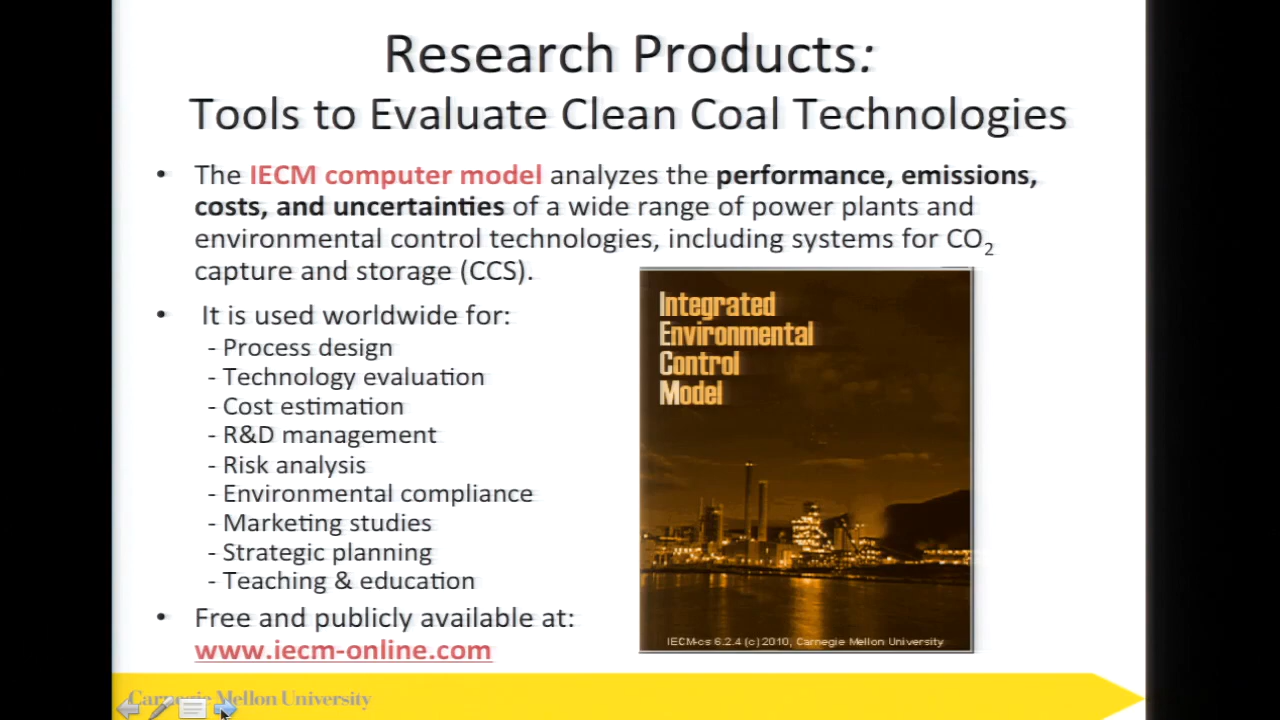 Research Products:
Tools to Evaluate Clean Coal Technologies
• The IECM computer model analyzes the performance, emissions,
costs, and uncertainties of a wide range of power plants and
environmental control technologies, including systems for CO₂
capture and storage (CCS).
• It is used worldwide for:
- Process design
- Technology evaluation
- Cost estimation
- R&D management
- Risk analysis
- Environmental compliance
- Marketing studies
- Strategic planning
- Teaching & education
• Free and publicly available at:
www.iecm-online.com
Integrated
Environmental
Control
Model
IECM-cs 6.2.4 (c) 2010, Carnegie Mellon University
Carnegie Mellon University